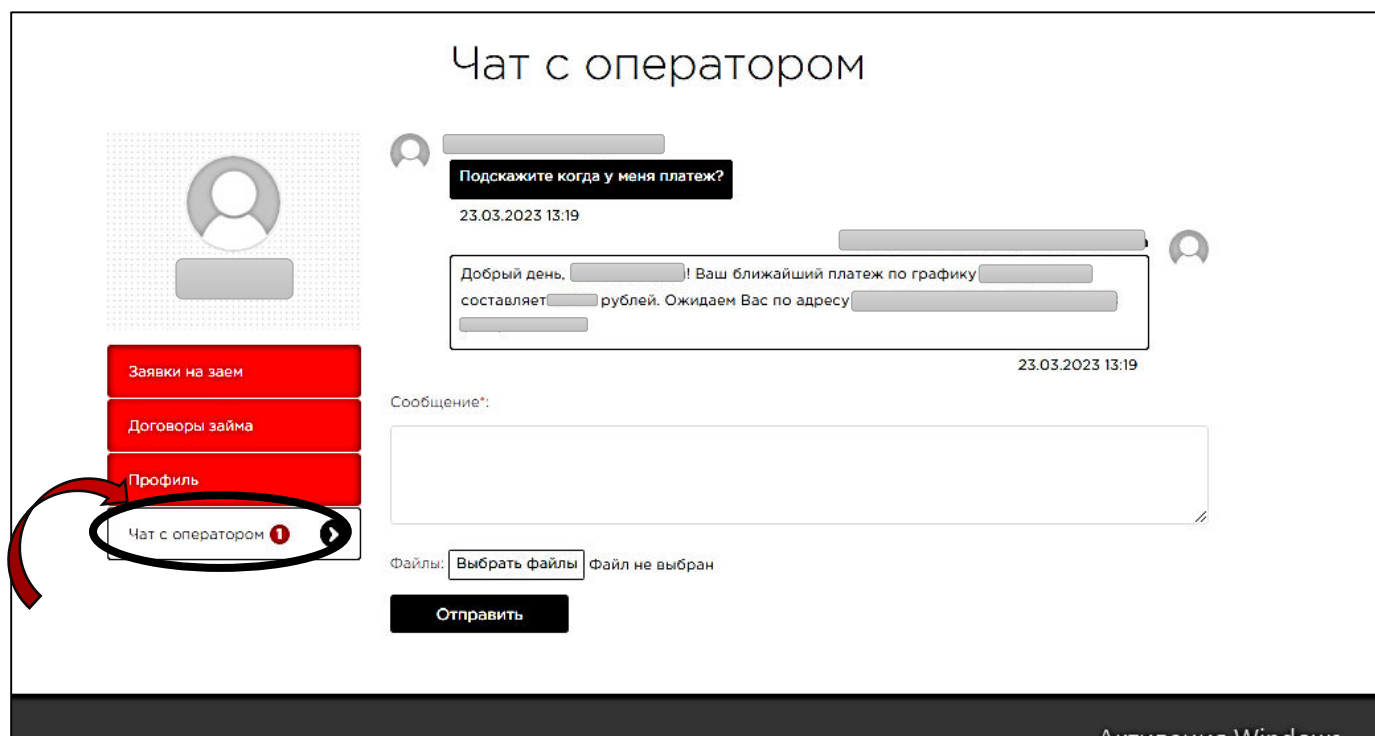 Чат с оператором
Подскажите когда у меня платеж?
23.03.2023 13:19
Добрый день, ! Ваш ближайший платеж по графику
составляет рублей. Ожидаем Вас по адресу
23.03.2023 13:19
Заявки на заем
Договоры займа
Профиль
Чат с оператором 1
Сообщение*:
Файлы: Выбрать файлы Файл не выбран
Отправить
Активация Windows